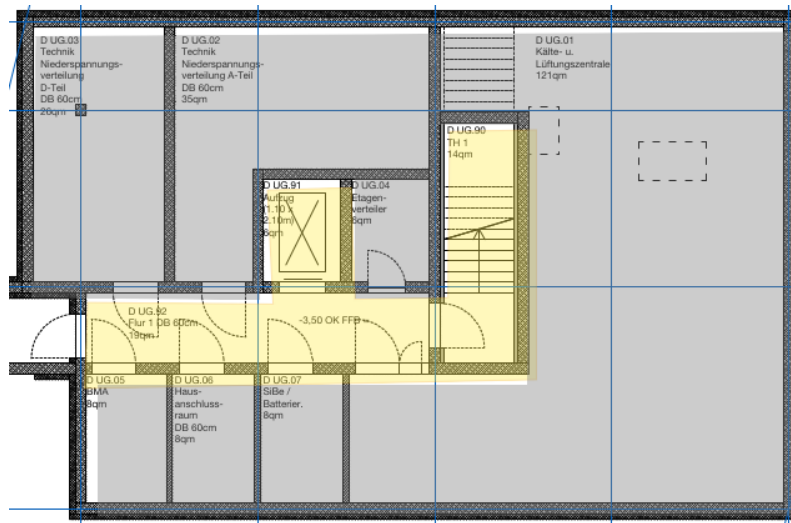 D UG.03
Technik
Niederspannungs-
verteilung
D-Teil
DB 60cm
26qm
D UG.02
Technik
Niederspannungs-
verteilung A-Teil
DB 60cm
35qm
D UG.01
Kälte- u.
Lüftungszentrale
121qm
D UG.90
TH 1
14qm
D UG.91
Aufzug
(1.10 x
2.10m)
6qm
D UG.04
Etagen-
verteiler
6qm
D UG.92
Flur 1 DB 60cm
19qm
-3,50 OK FFB
D UG.05
BMA
8qm
D UG.06
Haus-
anschluss-
raum
DB 60cm
8qm
D UG.07
SiBe /
Batterier.
8qm